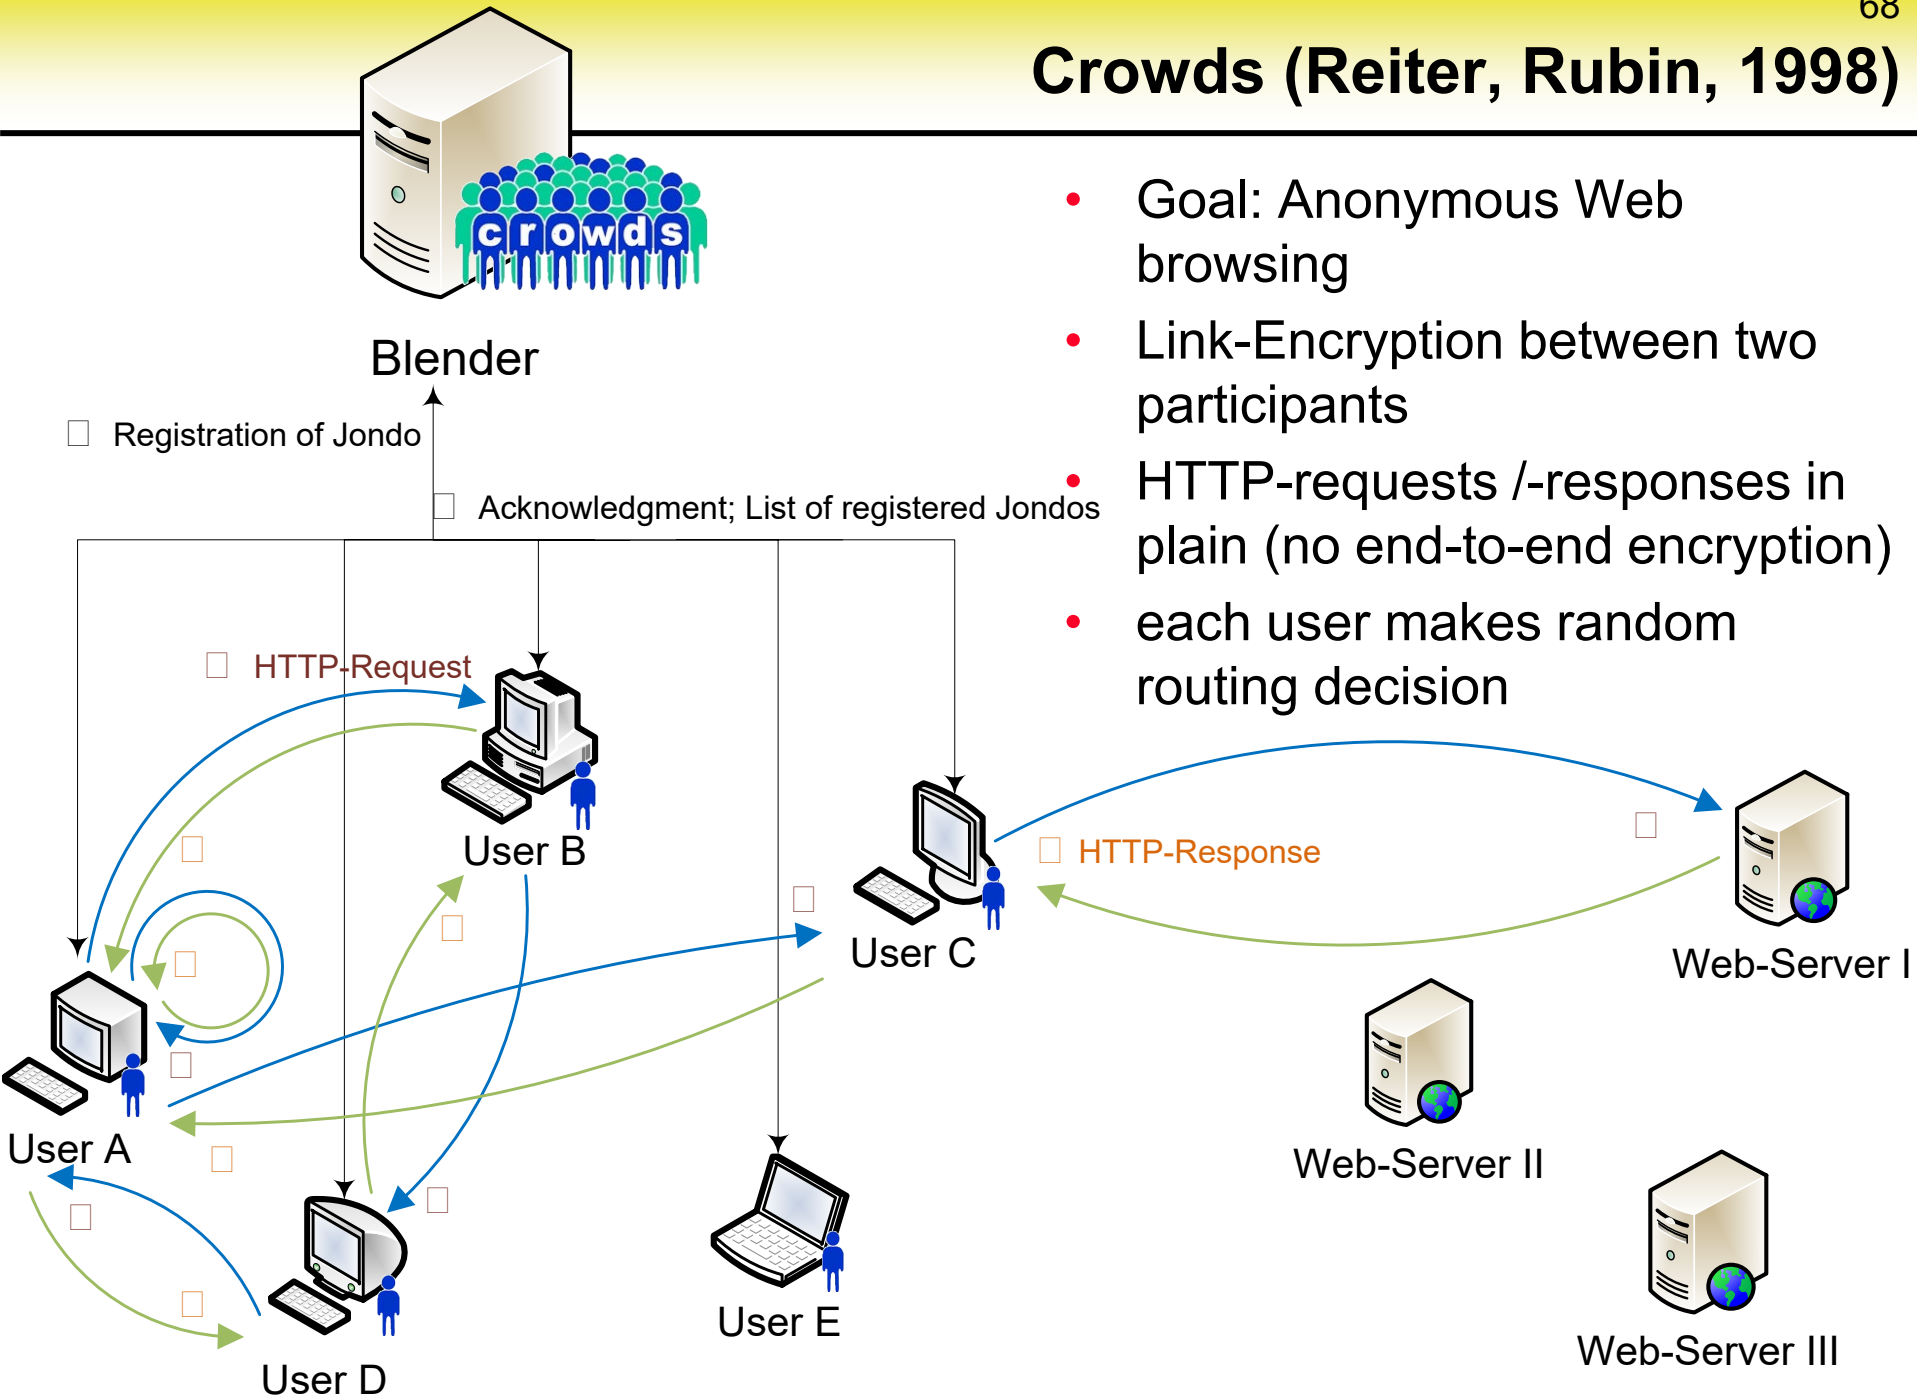 68
Crowds (Reiter, Rubin, 1998)
crowds
Blender
• Goal: Anonymous Web
browsing
• Link-Encryption between two
participants
• HTTP-requests /-responses in
plain (no end-to-end encryption)
• each user makes random
routing decision
Registration of Jondo
Acknowledgment; List of registered Jondos
HTTP-Request
User B
HTTP-Response
User C
Web-Server I
User A
Web-Server II
User E
User D
Web-Server III